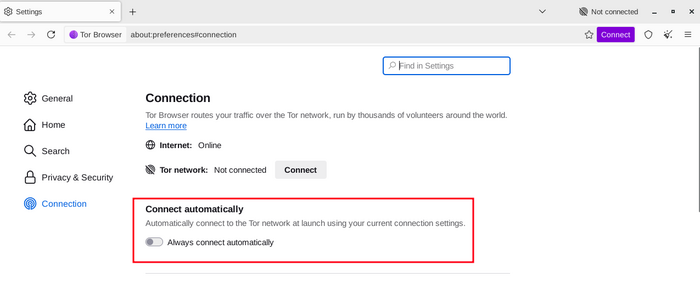 Settings
Not connected
Tor Browser
about:preferences#connection
Connect
Find in Settings
General
Home
Search
Privacy & Security
Connection
Connection
Tor Browser routes your traffic over the Tor network, run by thousands of volunteers around the world.
Learn more
Internet: Online
Tor network: Not connected Connect
Connect automatically
Automatically connect to the Tor network at launch using your current connection settings.
Always connect automatically